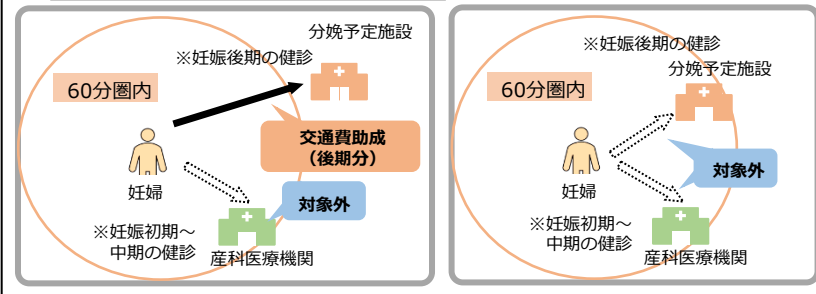 分娩予定施設
※妊娠後期の健診
60分圏内
交通費助成
（後期分）
妊婦
対象外
※妊娠初期～
中期の健診
産科医療機関
※妊娠後期の健診
分娩予定施設
60分圏内
対象外
妊婦
※妊娠初期～
中期の健診
産科医療機関